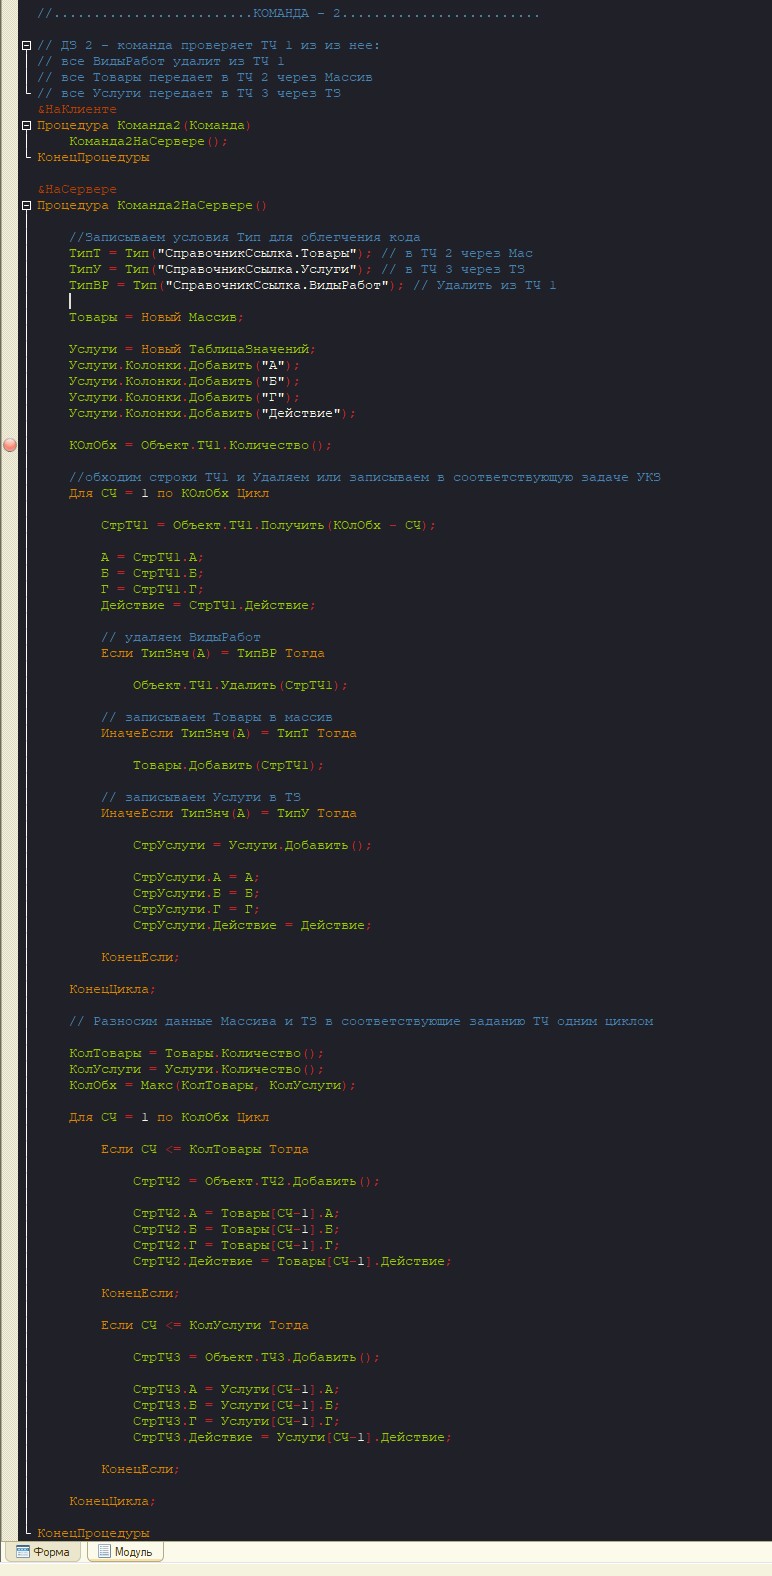 //.........................КОМАНДА - 2.........................
// ДЗ 2 - команда проверяет ТЧ 1 из из нее:
// все ВидыРабот удалит из ТЧ 1
// все Товары передает в ТЧ 2 через Массив
// все Услуги передает в ТЧ 3 через ТЗ
&НаКлиенте
Процедура Команда2(Команда)
Команда2НаСервере();
КонецПроцедуры
&НаСервере
Процедура Команда2НаСервере()
//Записываем условия Тип для облегчения кода
ТипТ = Тип("СправочникСсылка.Товары"); // в ТЧ 2 через Мас
ТипУ = Тип("СправочникСсылка.Услуги"); // в ТЧ 3 через ТЗ
ТипВР = Тип("СправочникСсылка.ВидыРабот"); // Удалить из ТЧ 1
Товары = Новый Массив;
Услуги = Новый ТаблицаЗначений;
Услуги.Колонки.Добавить("А");
Услуги.Колонки.Добавить("Б");
Услуги.Колонки.Добавить("Г");
Услуги.Колонки.Добавить("Действие");
КОлОбх = Объект.ТЧ1.Количество();
//обходим строки ТЧ1 и Удаляем или записываем в соответствующую задаче УКЗ
Для СЧ = 1 по КОлОбх Цикл
СтрТЧ1 = Объект.ТЧ1.Получить(КОлОбх - СЧ);
А = СтрТЧ1.А;
Б = СтрТЧ1.Б;
Г = СтрТЧ1.Г;
Действие = СтрТЧ1.Действие;
// удаляем ВидыРабот
Если ТипЗнч(А) = ТипВР Тогда
Объект.ТЧ1.Удалить(СтрТЧ1);
// записываем Товары в массив
ИначеЕсли ТипЗнч(А) = ТипТ Тогда
Товары.Добавить(СтрТЧ1);
// записываем Услуги в ТЗ
ИначеЕсли ТипЗнч(А) = ТипУ Тогда
СтрУслуги = Услуги.Добавить();
СтрУслуги.А = А;
СтрУслуги.Б = Б;
СтрУслуги.Г = Г;
СтрУслуги.Действие = Действие;
КонецЕсли;
КонецЦикла;
// Разносим данные Массива и ТЗ в соответствующие заданию ТЧ одним циклом
КолТовары = Товары.Количество();
КолУслуги = Услуги.Количество();
КолОбх = Макс(КолТовары, КолУслуги);
Для СЧ = 1 по КолОбх Цикл
Если СЧ <= КолТовары Тогда
СтрТЧ2 = Объект.ТЧ2.Добавить();
СтрТЧ2.А = Товары[СЧ-1].А;
СтрТЧ2.Б = Товары[СЧ-1].Б;
СтрТЧ2.Г = Товары[СЧ-1].Г;
СтрТЧ2.Действие = Товары[СЧ-1].Действие;
КонецЕсли;
Если СЧ <= КолУслуги Тогда
СтрТЧ3 = Объект.ТЧ3.Добавить();
СтрТЧ3.А = Услуги[СЧ-1].А;
СтрТЧ3.Б = Услуги[СЧ-1].Б;
СтрТЧ3.Г = Услуги[СЧ-1].Г;
СтрТЧ3.Действие = Услуги[СЧ-1].Действие;
КонецЕсли;
КонецЦикла;
КонецПроцедуры
Форма Модуль